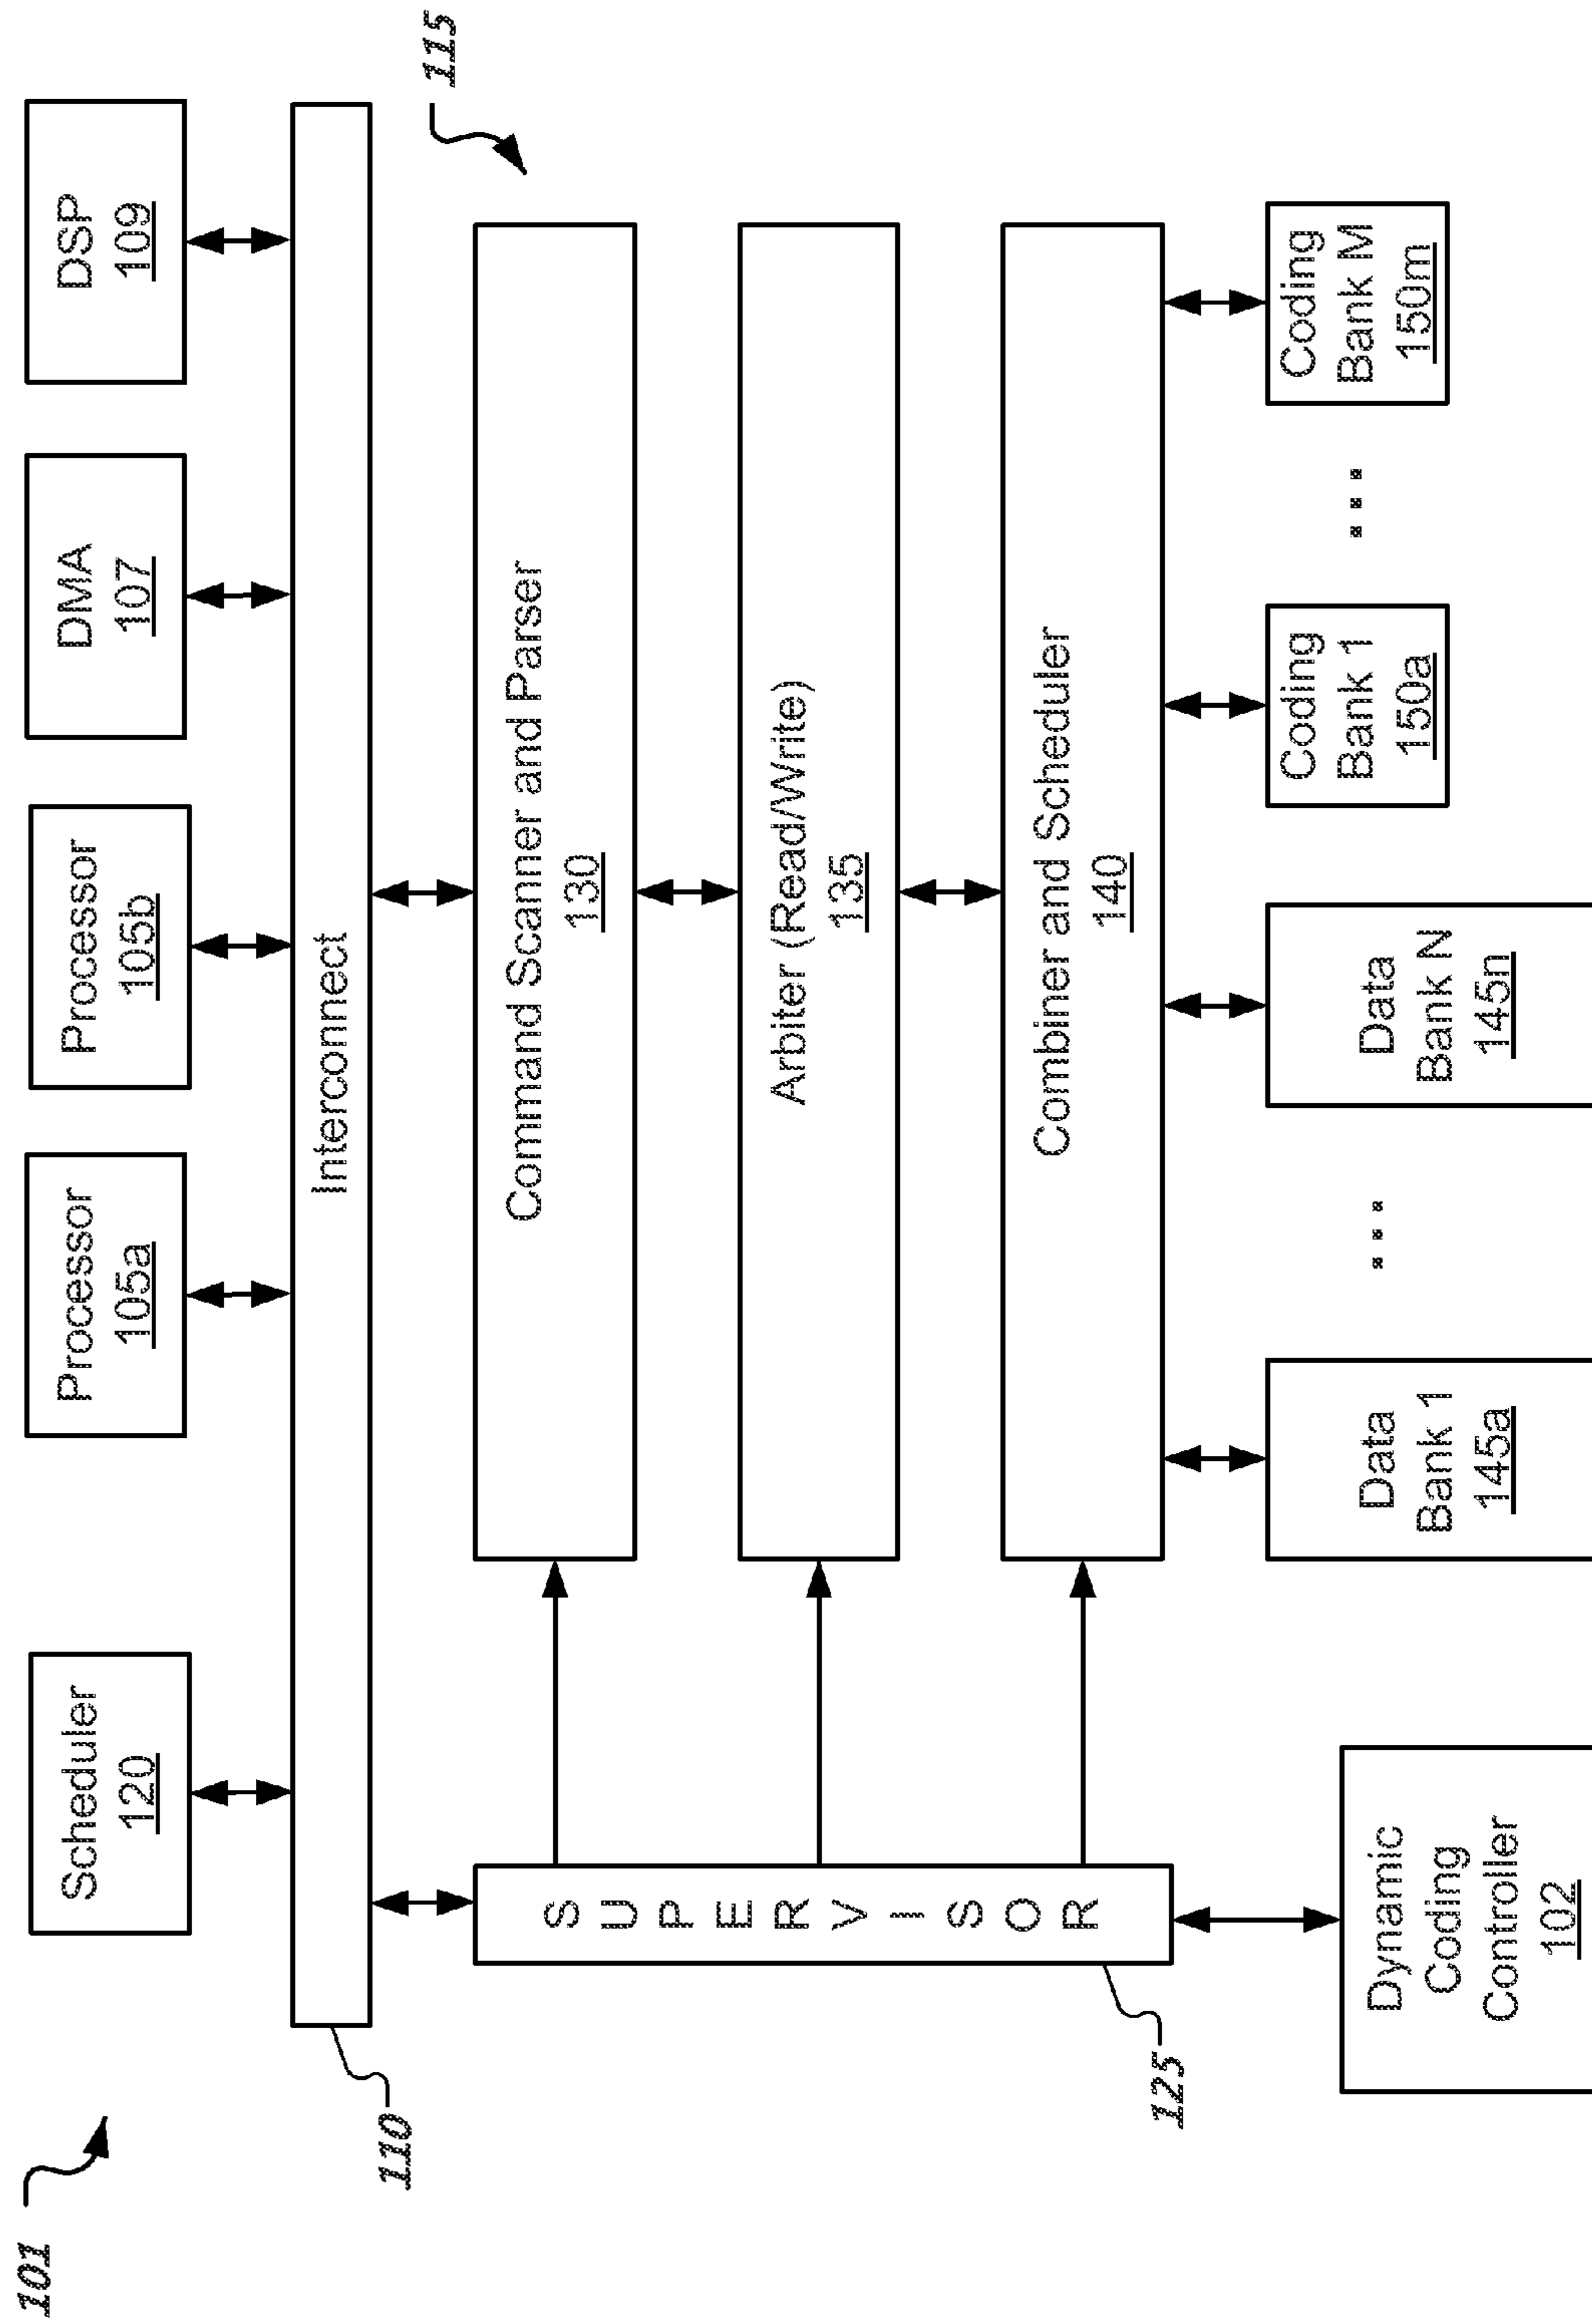 101
Scheduler
120
Processor
105a
Processor
105b
DMA
107
DSP
109
Interconnect
110
115
Command Scanner and Parser
130
Arbiter (Read/Write)
135
Combiner and Scheduler
140
SUPERVISOR
125
Dynamic
Coding
Controller
102
Data
Bank 1
145a
...
Data
Bank N
145n
Coding
Bank 1
150a
...
Coding
Bank M
150m